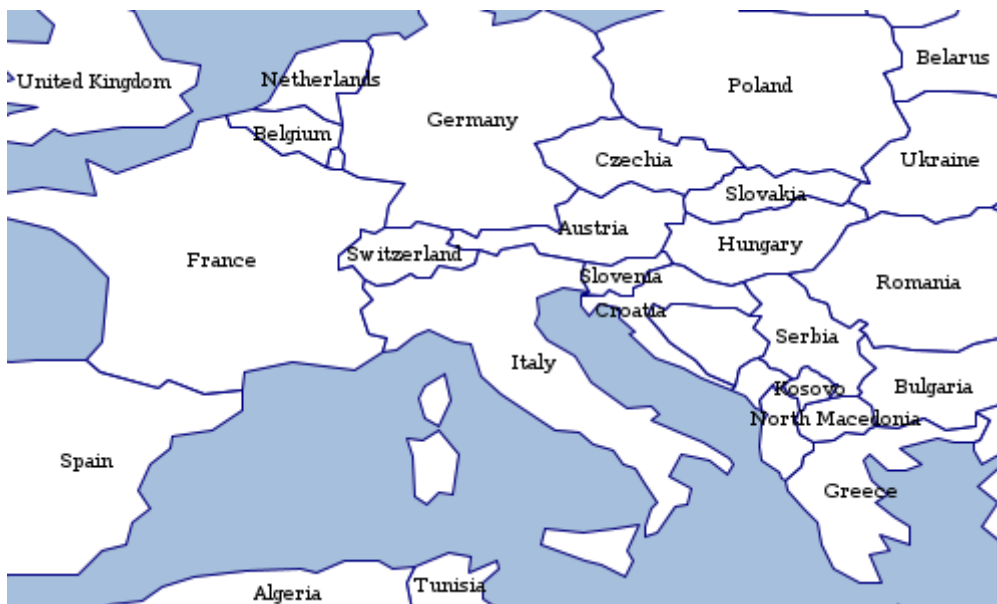 Belarus
United Kingdom
Netherlands
Poland
Germany
Belgium
Czechia
Ukraine
Slovakia
Austria
Hungary
Switzerland
France
Slovenia
Romania
Croatia
Serbia
Italy
Kosovo
Bulgaria
North Macedonia
Spain
Greece
Tunisia
Algeria